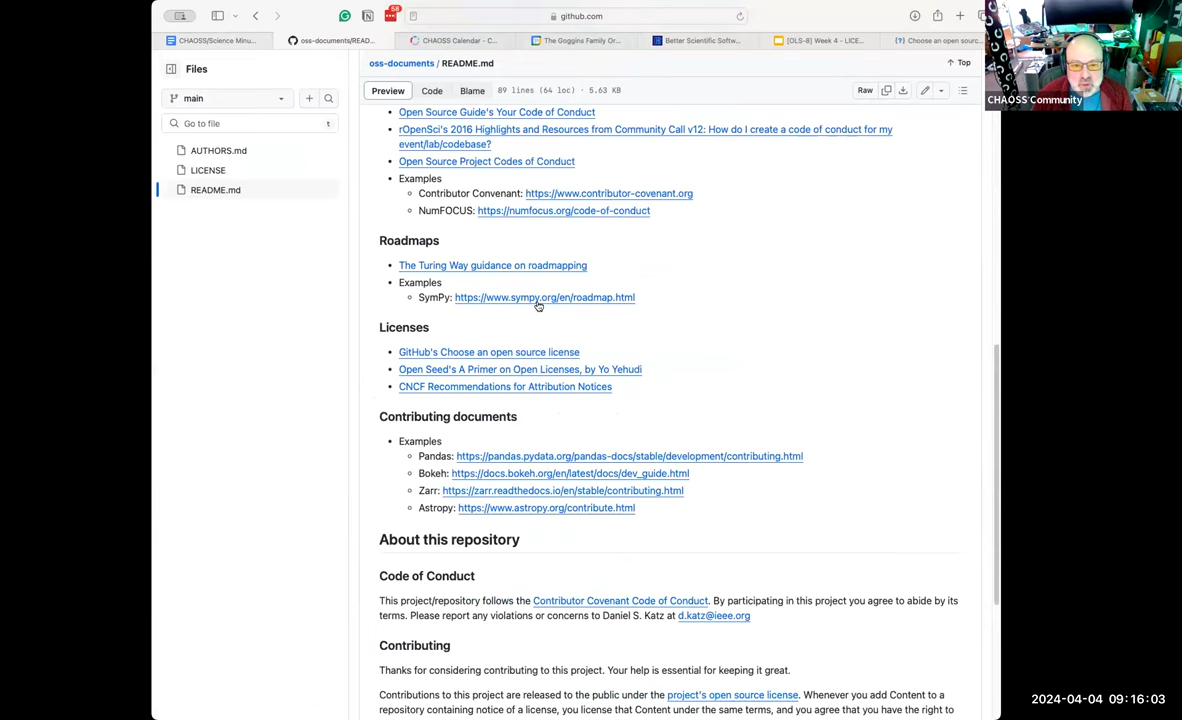 58
github.com
CHAOSS/Science Minu...
oss-documents/READ...
CHAOSS Calendar - C...
The Goggins Family Or...
Better Scientific Softw...
[OLS-8] Week 4 - LICE...
Choose an open sourc...
CHAOSS Community
Files
oss-documents / README.md
Top
main
Preview
Code
Blame
89 lines (64 loc) · 5.63 KB
Raw
Go to file
t
AUTHORS.md
LICENSE
README.md
Open Source Guide's Your Code of Conduct
rOpenSci's 2016 Highlights and Resources from Community Call v12: How do I create a code of conduct for my
event/lab/codebase?
Open Source Project Codes of Conduct
Examples
Contributor Convenant: https://www.contributor-covenant.org
NumFOCUS: https://numfocus.org/code-of-conduct
Roadmaps
The Turing Way guidance on roadmapping
Examples
SymPy: https://www.sympy.org/en/roadmap.html
Licenses
GitHub's Choose an open source license
Open Seed's A Primer on Open Licenses, by Yo Yehudi
CNCF Recommendations for Attribution Notices
Contributing documents
Examples
Pandas: https://pandas.pydata.org/pandas-docs/stable/development/contributing.html
Bokeh: https://docs.bokeh.org/en/latest/docs/dev_guide.html
Zarr: https://zarr.readthedocs.io/en/stable/contributing.html
Astropy: https://www.astropy.org/contribute.html
About this repository
Code of Conduct
This project/repository follows the Contributor Covenant Code of Conduct. By participating in this project you agree to abide by its
terms. Please report any violations or concerns to Daniel S. Katz at d.katz@ieee.org
Contributing
Thanks for considering contributing to this project. Your help is essential for keeping it great.
Contributions to this project are released to the public under the project's open source license. Whenever you add Content to a
repository containing notice of a license, you license that Content under the same terms, and you agree that you have the right to
2024-04-04 09:16:03